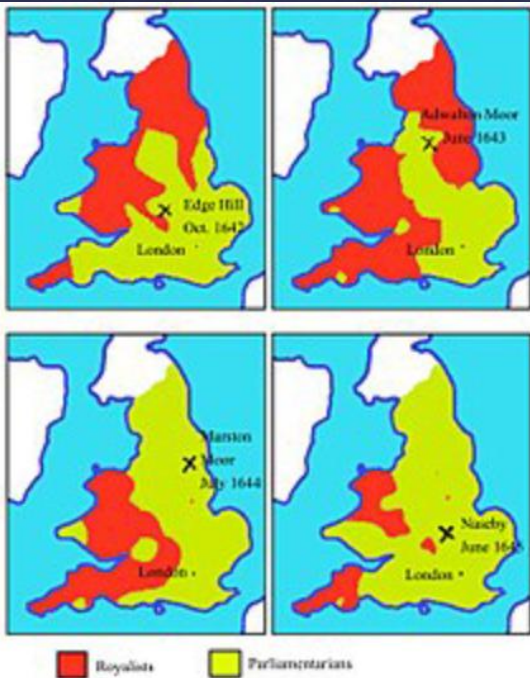 Edge Hill
Oct. 1642
London
Adwalton Moor
June 1643
London
Marston
Moor
July 1644
London
Naseby
June 1645
London
Royalists
Parliamentarians